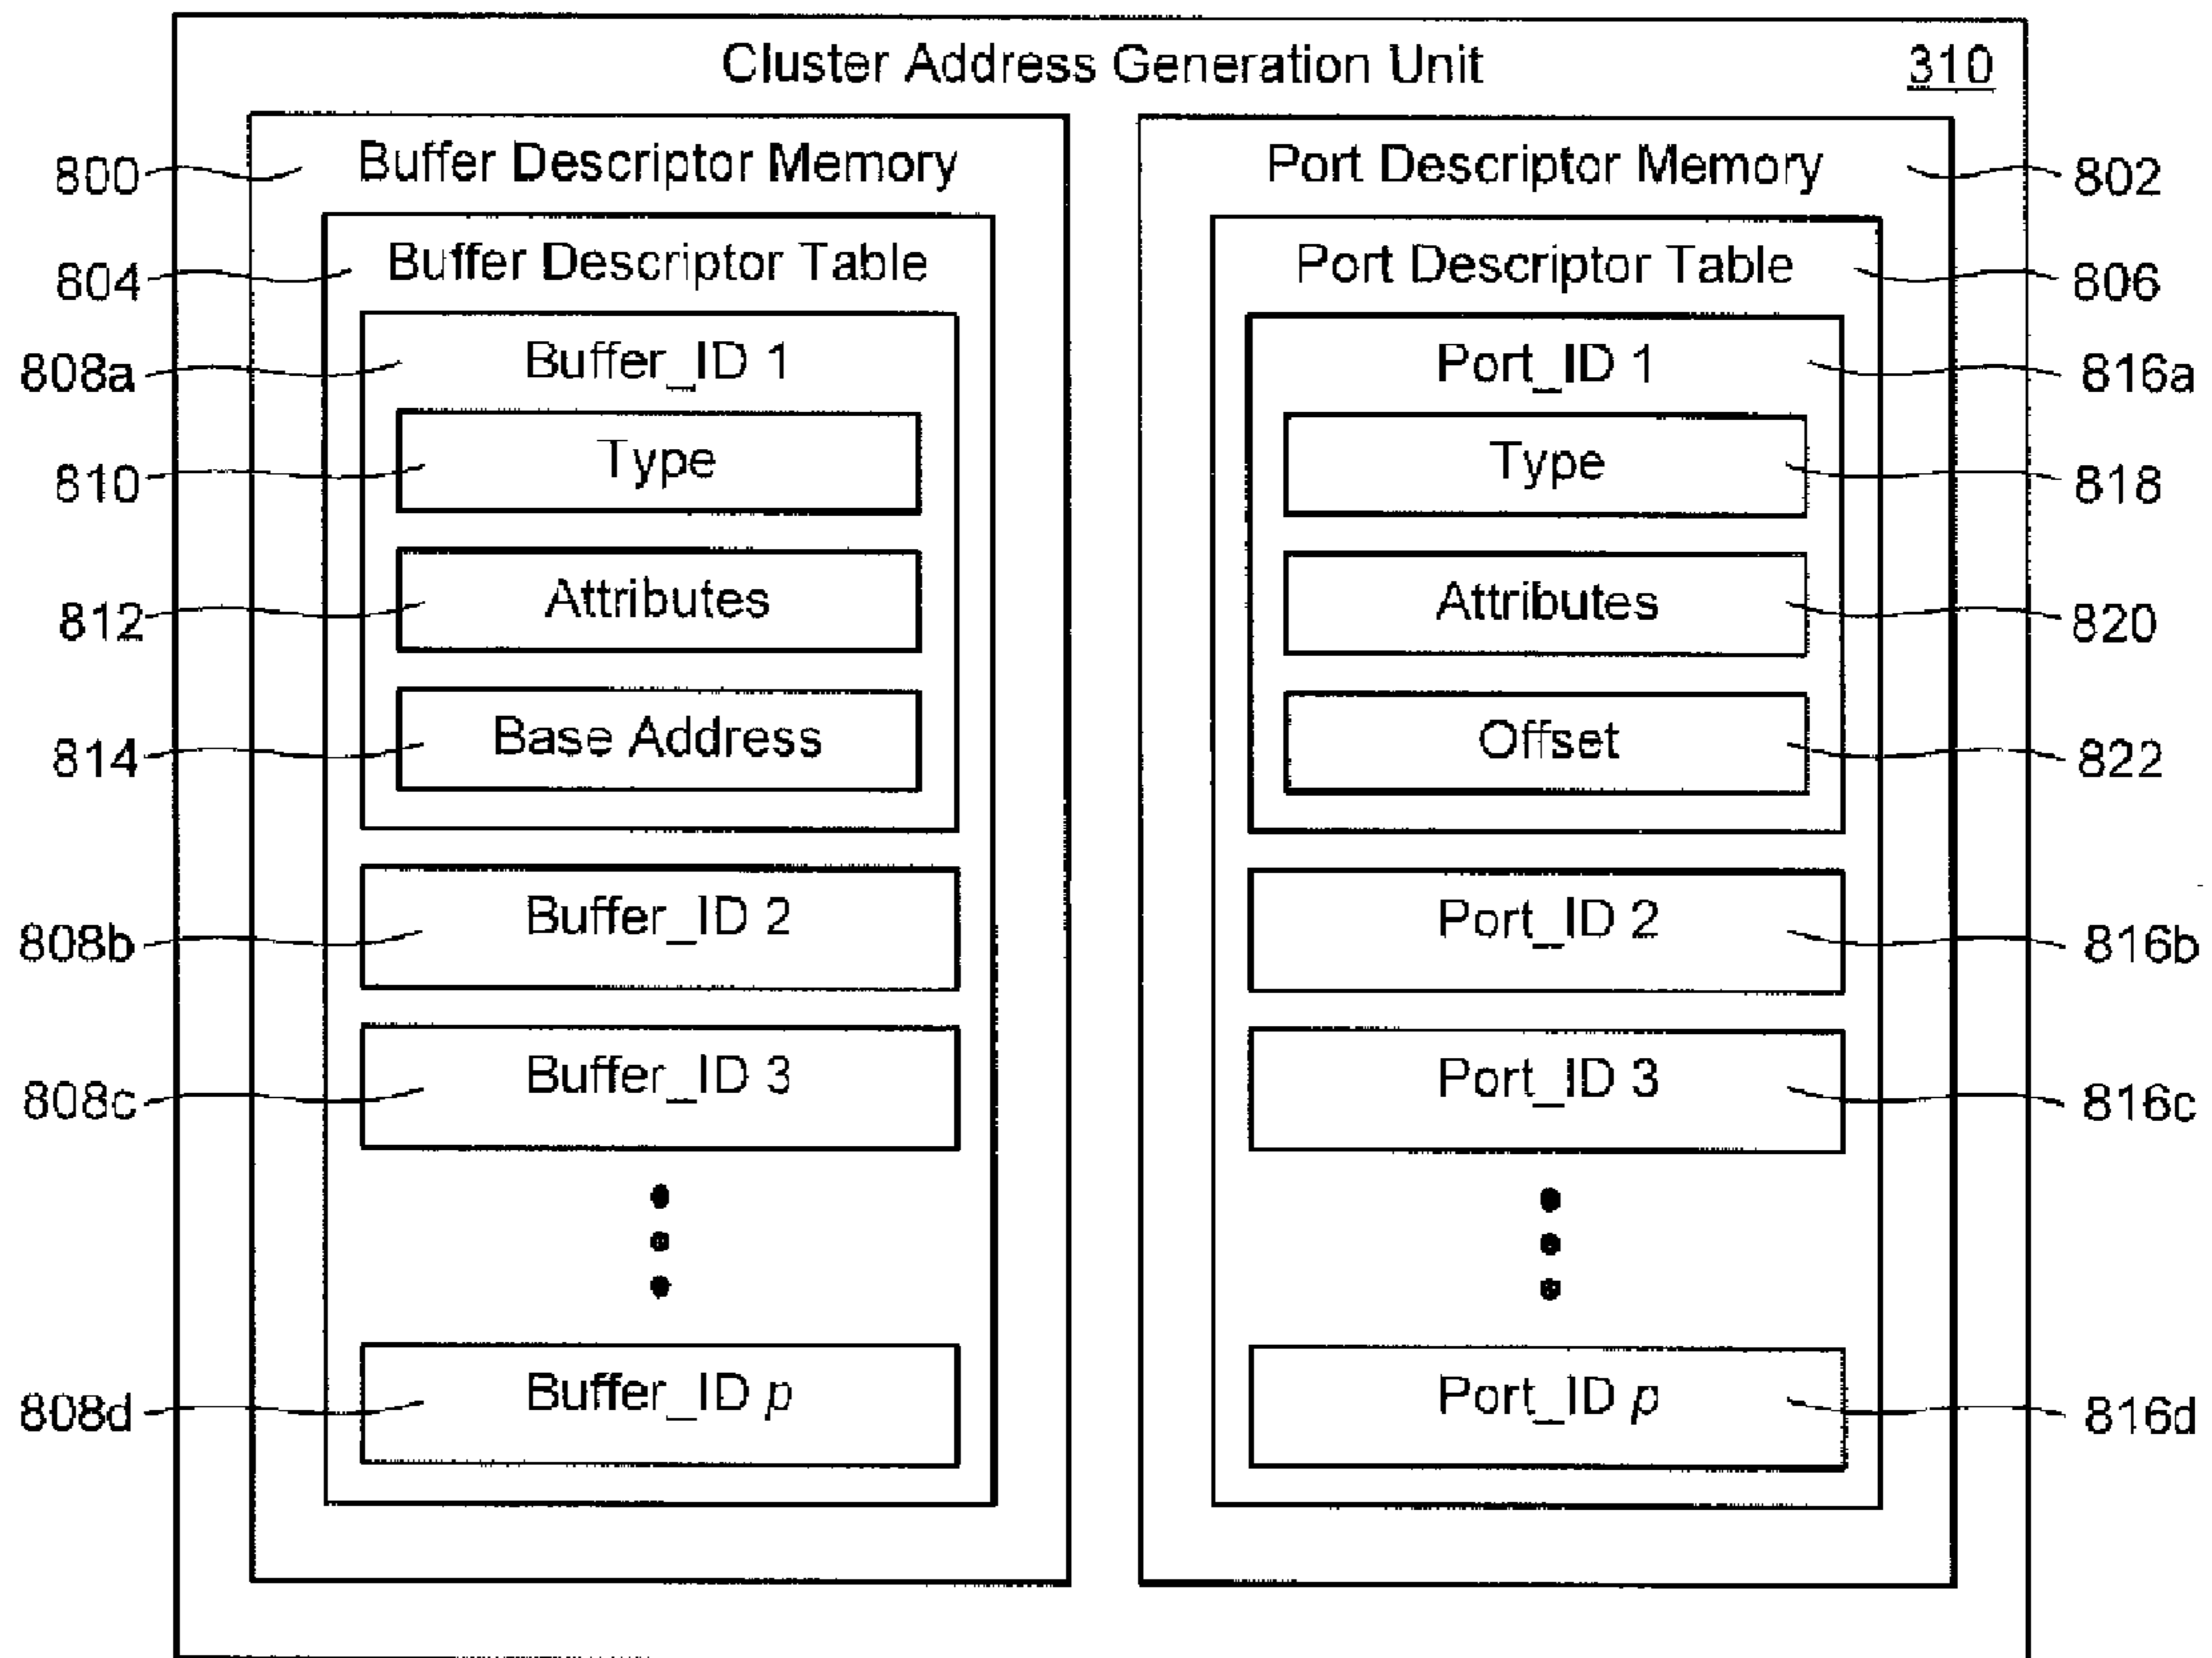 Cluster Address Generation Unit 310
800 Buffer Descriptor Memory
804 Buffer Descriptor Table
808a Buffer_ID 1
810 Type
812 Attributes
814 Base Address
808b Buffer_ID 2
808c Buffer_ID 3
808d Buffer_ID p
Port Descriptor Memory 802
Port Descriptor Table 806
Port_ID 1 816a
Type 818
Attributes 820
Offset 822
Port_ID 2 816b
Port_ID 3 816c
Port_ID p 816d